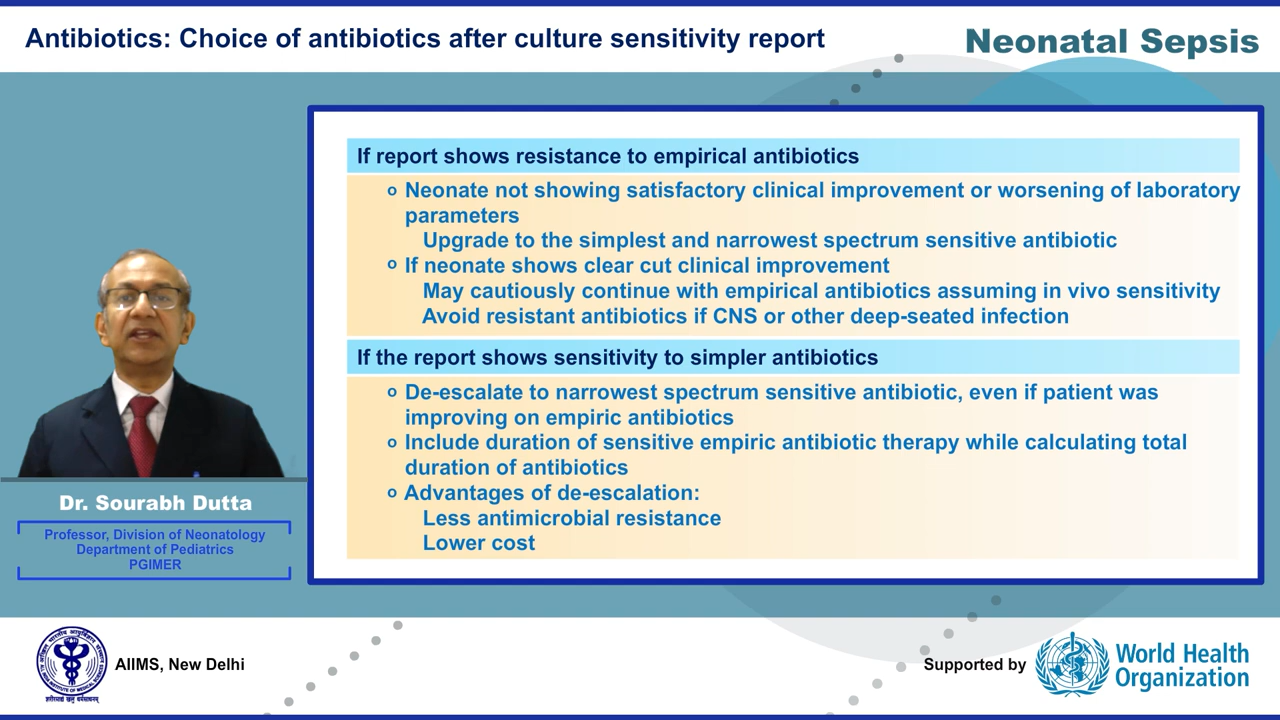 Antibiotics: Choice of antibiotics after culture sensitivity report
Neonatal Sepsis
If report shows resistance to empirical antibiotics
Neonate not showing satisfactory clinical improvement or worsening of laboratory
parameters
Upgrade to the simplest and narrowest spectrum sensitive antibiotic
If neonate shows clear cut clinical improvement
May cautiously continue with empirical antibiotics assuming in vivo sensitivity
Avoid resistant antibiotics if CNS or other deep-seated infection
If the report shows sensitivity to simpler antibiotics
De-escalate to narrowest spectrum sensitive antibiotic, even if patient was
improving on empiric antibiotics
Include duration of sensitive empiric antibiotic therapy while calculating total
duration of antibiotics
Advantages of de-escalation:
Less antimicrobial resistance
Lower cost
Dr. Sourabh Dutta
Professor, Division of Neonatology
Department of Pediatrics
PGIMER
AIIMS, New Delhi
Supported by
World Health
Organization